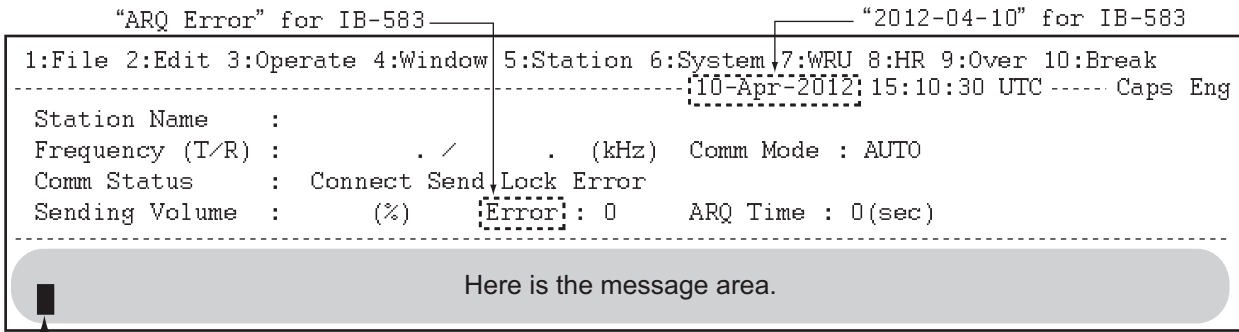 “ARQ Error” for IB-583
“2012-04-10” for IB-583
1:File 2:Edit 3:Operate 4:Window 5:Station 6:System 7:WRU 8:HR 9:Over 10:Break
10-Apr-2012 15:10:30 UTC ----- Caps Eng
Station Name :
Frequency (T/R) : . / . (kHz) Comm Mode : AUTO
Comm Status : Connect Send Lock Error
Sending Volume : (%) Error : 0 ARQ Time : 0(sec)
Here is the message area.